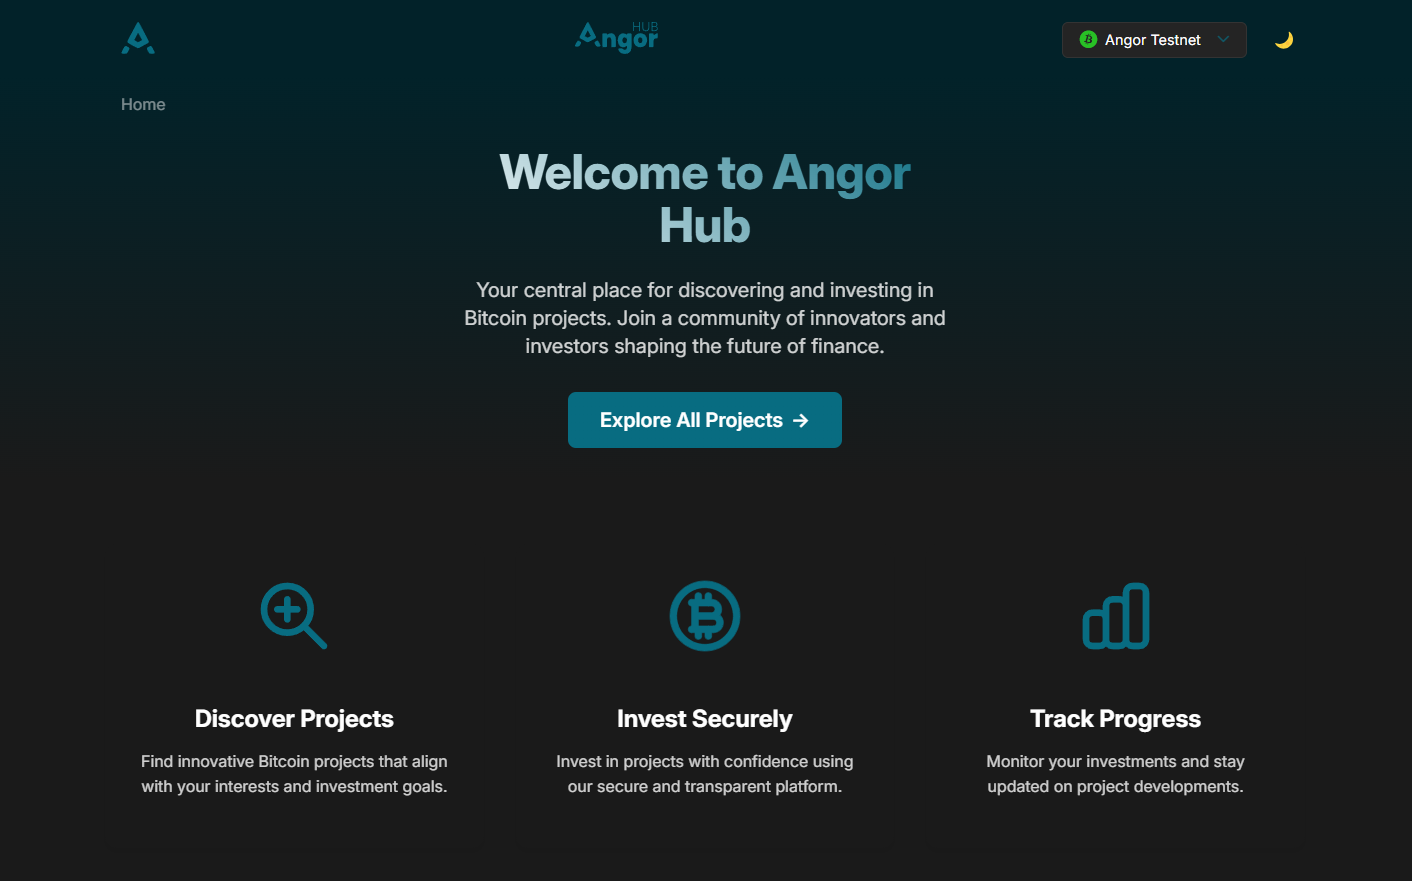 HUB
Angor
Angor Testnet
Home
Welcome to Angor
Hub
Your central place for discovering and investing in
Bitcoin projects. Join a community of innovators and
investors shaping the future of finance.
Explore All Projects →
Discover Projects
Find innovative Bitcoin projects that align
with your interests and investment goals.
Invest Securely
Invest in projects with confidence using
our secure and transparent platform.
Track Progress
Monitor your investments and stay
updated on project developments.